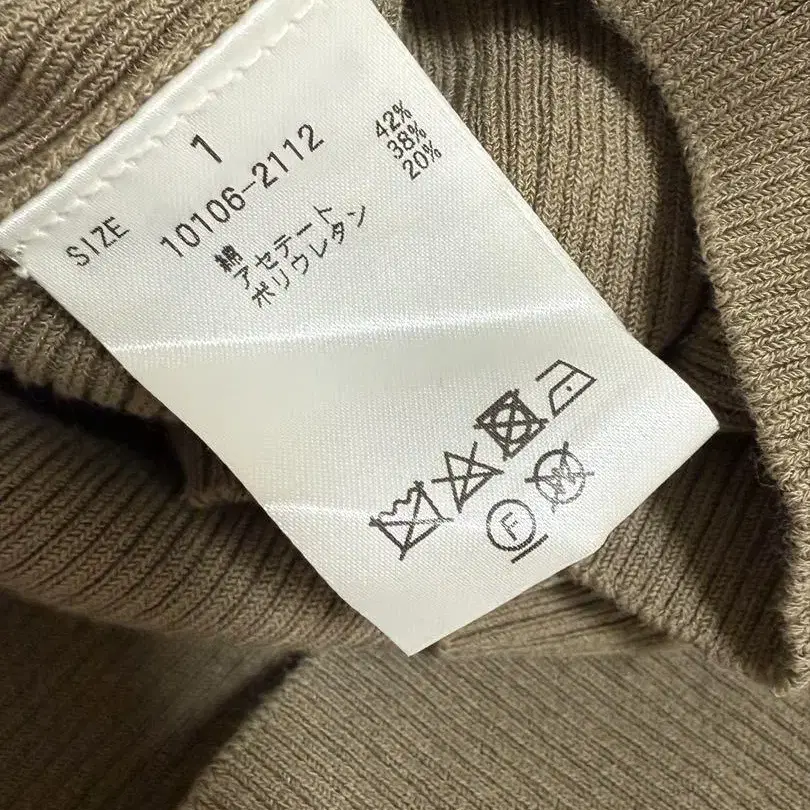 SIZE 1
10106-2112
綿 42%
アセテート 38%
ポリウレタン 20%
F
W